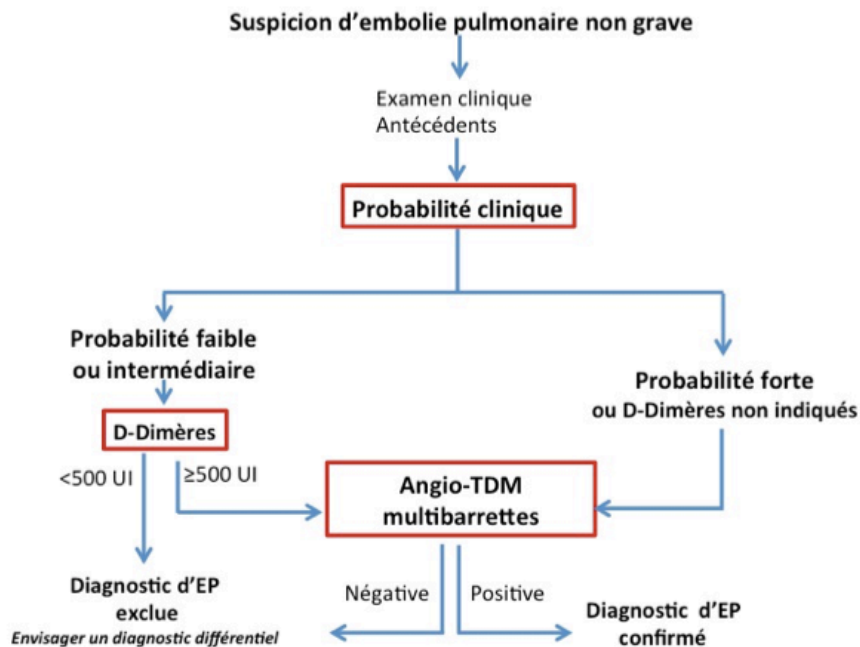 Suspicion d'embolie pulmonaire non grave
Examen clinique
Antécédents
Probabilité clinique
Probabilité faible
ou intermédiaire
Probabilité forte
ou D-Dimères non indiqués
D-Dimères
<500 UI
≥500 UI
Angio-TDM
multibarrettes
Négative
Positive
Diagnostic d'EP
exclue
Envisager un diagnostic différentiel
Diagnostic d'EP
confirmé